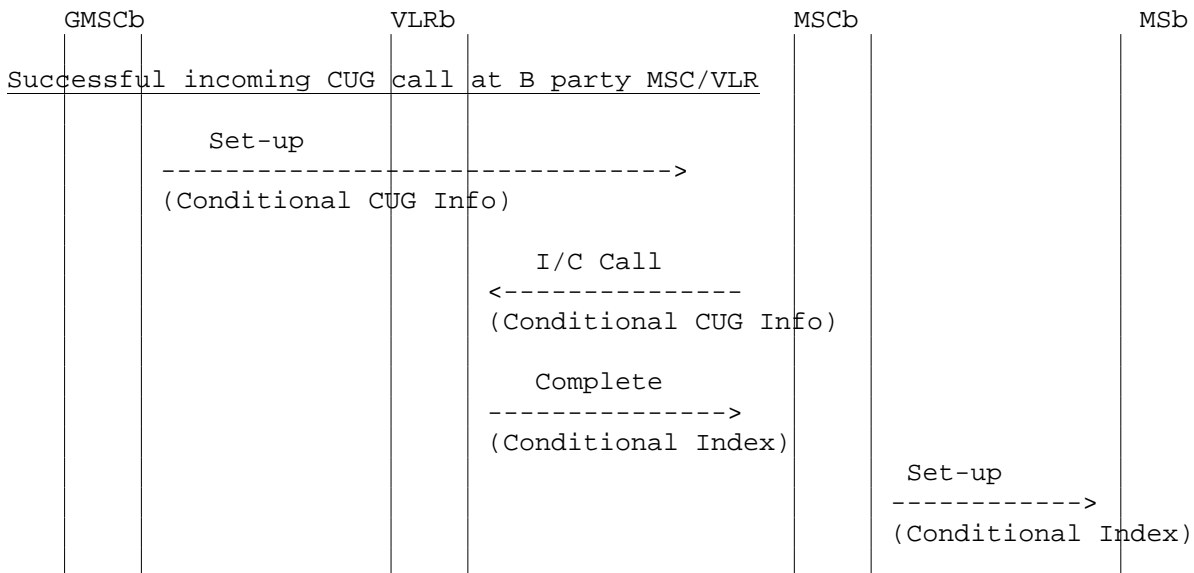 GMSCb VLRb MSCb MSb
Successful incoming CUG call at B party MSC/VLR
Set-up
--------------------------------->
(Conditional CUG Info)
I/C Call
<---------------
(Conditional CUG Info)
Complete
--------------->
(Conditional Index)
Set-up
------------>
(Conditional Index)